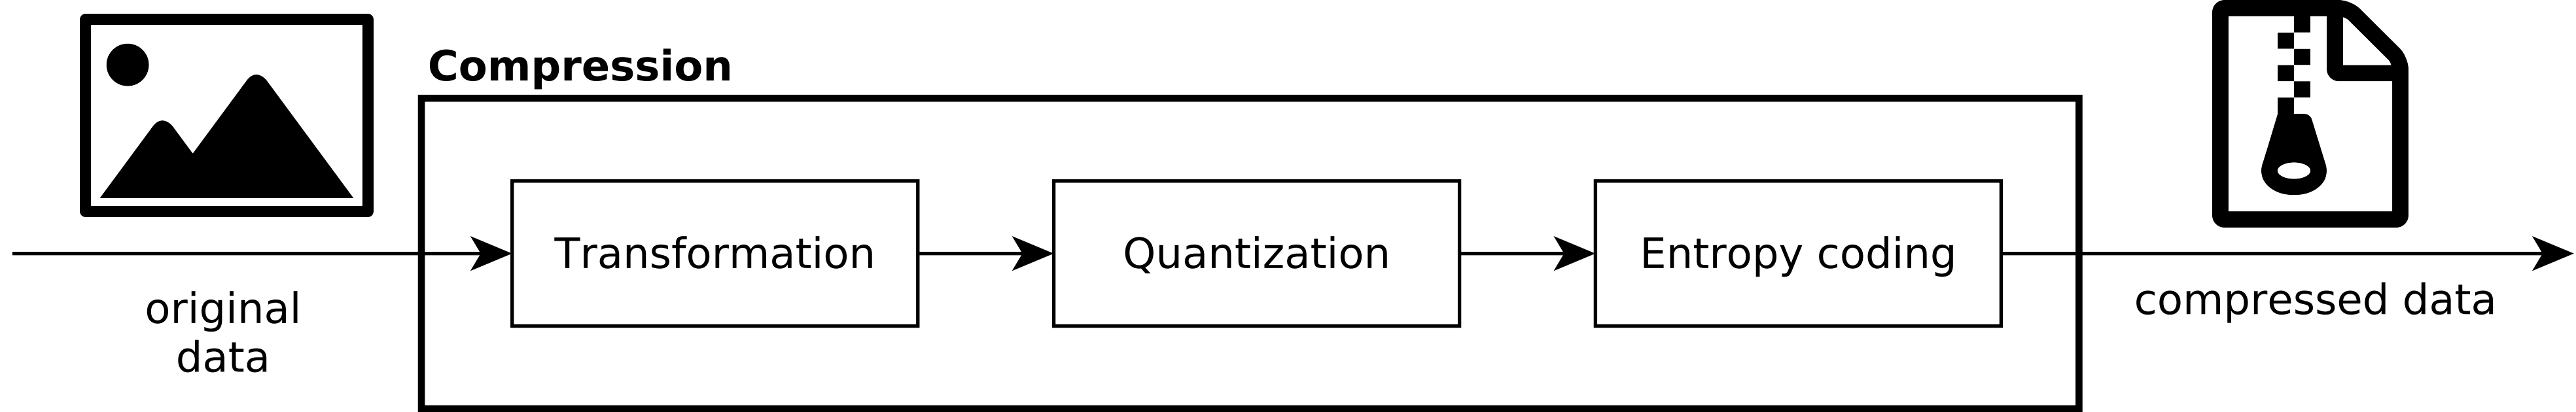 Compression
Transformation
Quantization
Entropy coding
original
data
compressed data